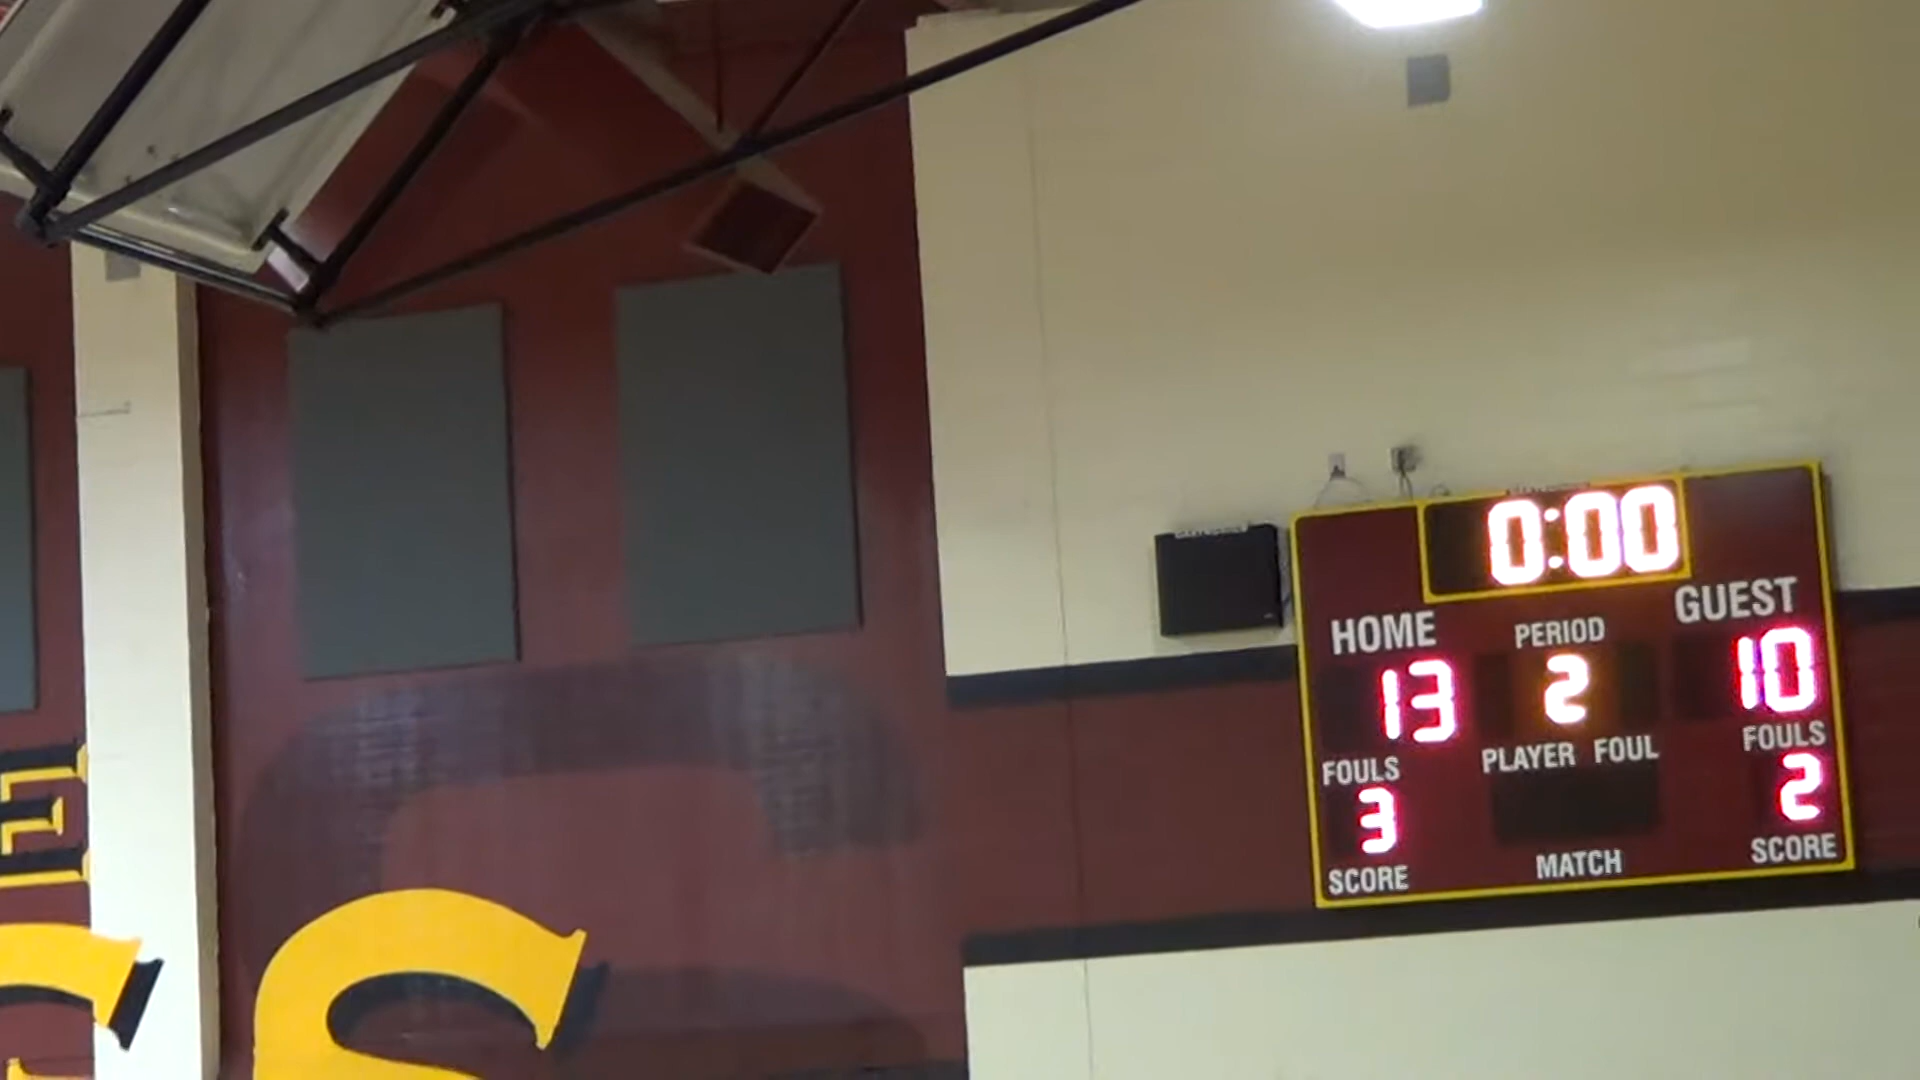 0:00
HOME PERIOD GUEST
13 2 10
FOULS PLAYER FOUL FOULS
3 2
SCORE MATCH SCORE
E
S